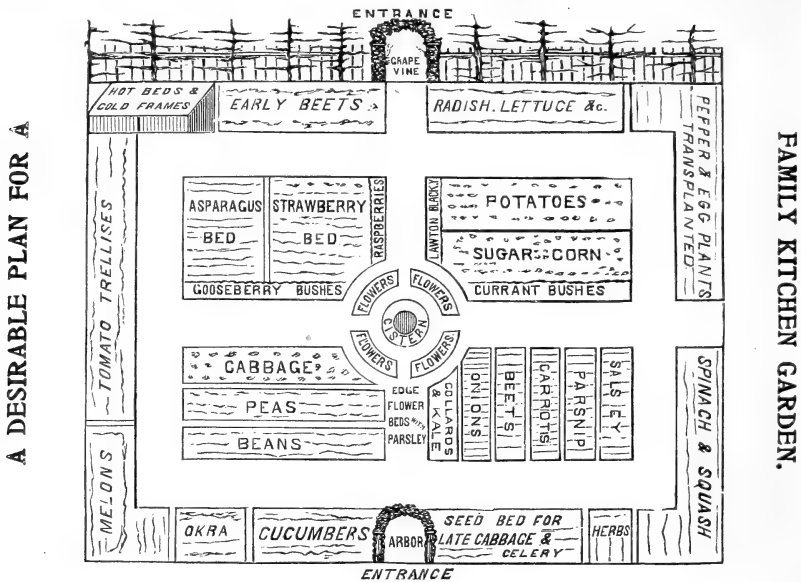 ENTRANCE
GRAPE
VINE
HOT BEDS &
COLD FRAMES
EARLY BEETS
RADISH, LETTUCE &c.
PEPPER & EGG PLANTS
TRANSPLANTED
A DESIRABLE PLAN FOR A
FAMILY KITCHEN GARDEN.
TOMATO TRELLISES
ASPARAGUS
BED
STRAWBERRY
BED
RASPBERRIES
LAWTON BLACKY
POTATOES
SUGAR CORN
GOOSEBERRY BUSHES
CURRANT BUSHES
FLOWERS
FLOWERS
CISTERN
FLOWERS
FLOWERS
CABBAGE
PEAS
BEANS
EDGE
FLOWER
BEDS WITH
PARSLEY
COLLARDS
& KALE
ONIONS
BEETS
CARROTS
PARSNIP
SALSIFY
SPINACH & SQUASH
MELONS
OKRA
CUCUMBERS
ARBOR
SEED BED FOR
LATE CABBAGE &
CELERY
HERBS
ENTRANCE